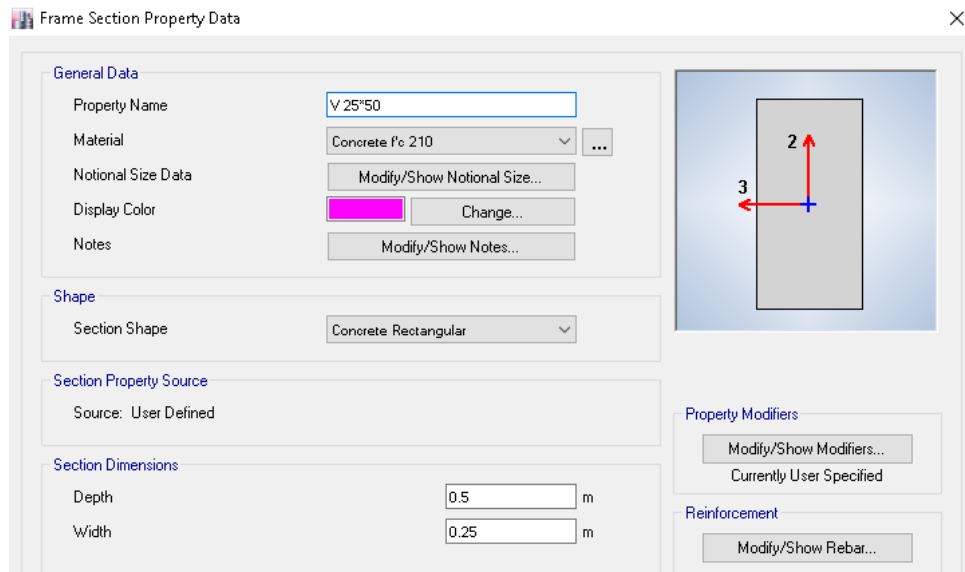 Frame Section Property Data
General Data
Property Name
V 25*50
Material
Concrete f'c 210
...
Notional Size Data
Modify/Show Notional Size...
Display Color
Change...
Notes
Modify/Show Notes...
2
3
Shape
Section Shape
Concrete Rectangular
Section Property Source
Source: User Defined
Property Modifiers
Modify/Show Modifiers...
Currently User Specified
Section Dimensions
Depth
0.5
m
Width
0.25
m
Reinforcement
Modify/Show Rebar...